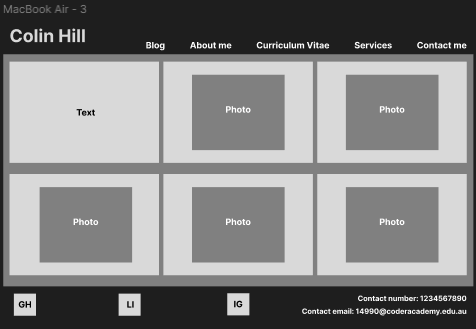 MacBook Air - 3
Colin Hill
Blog About me Curriculum Vitae Services Contact me
Text
Photo
Photo
Photo
Photo
Photo
GH
LI
IG
Contact number: 1234567890
Contact email: 14990@coderacademy.edu.au